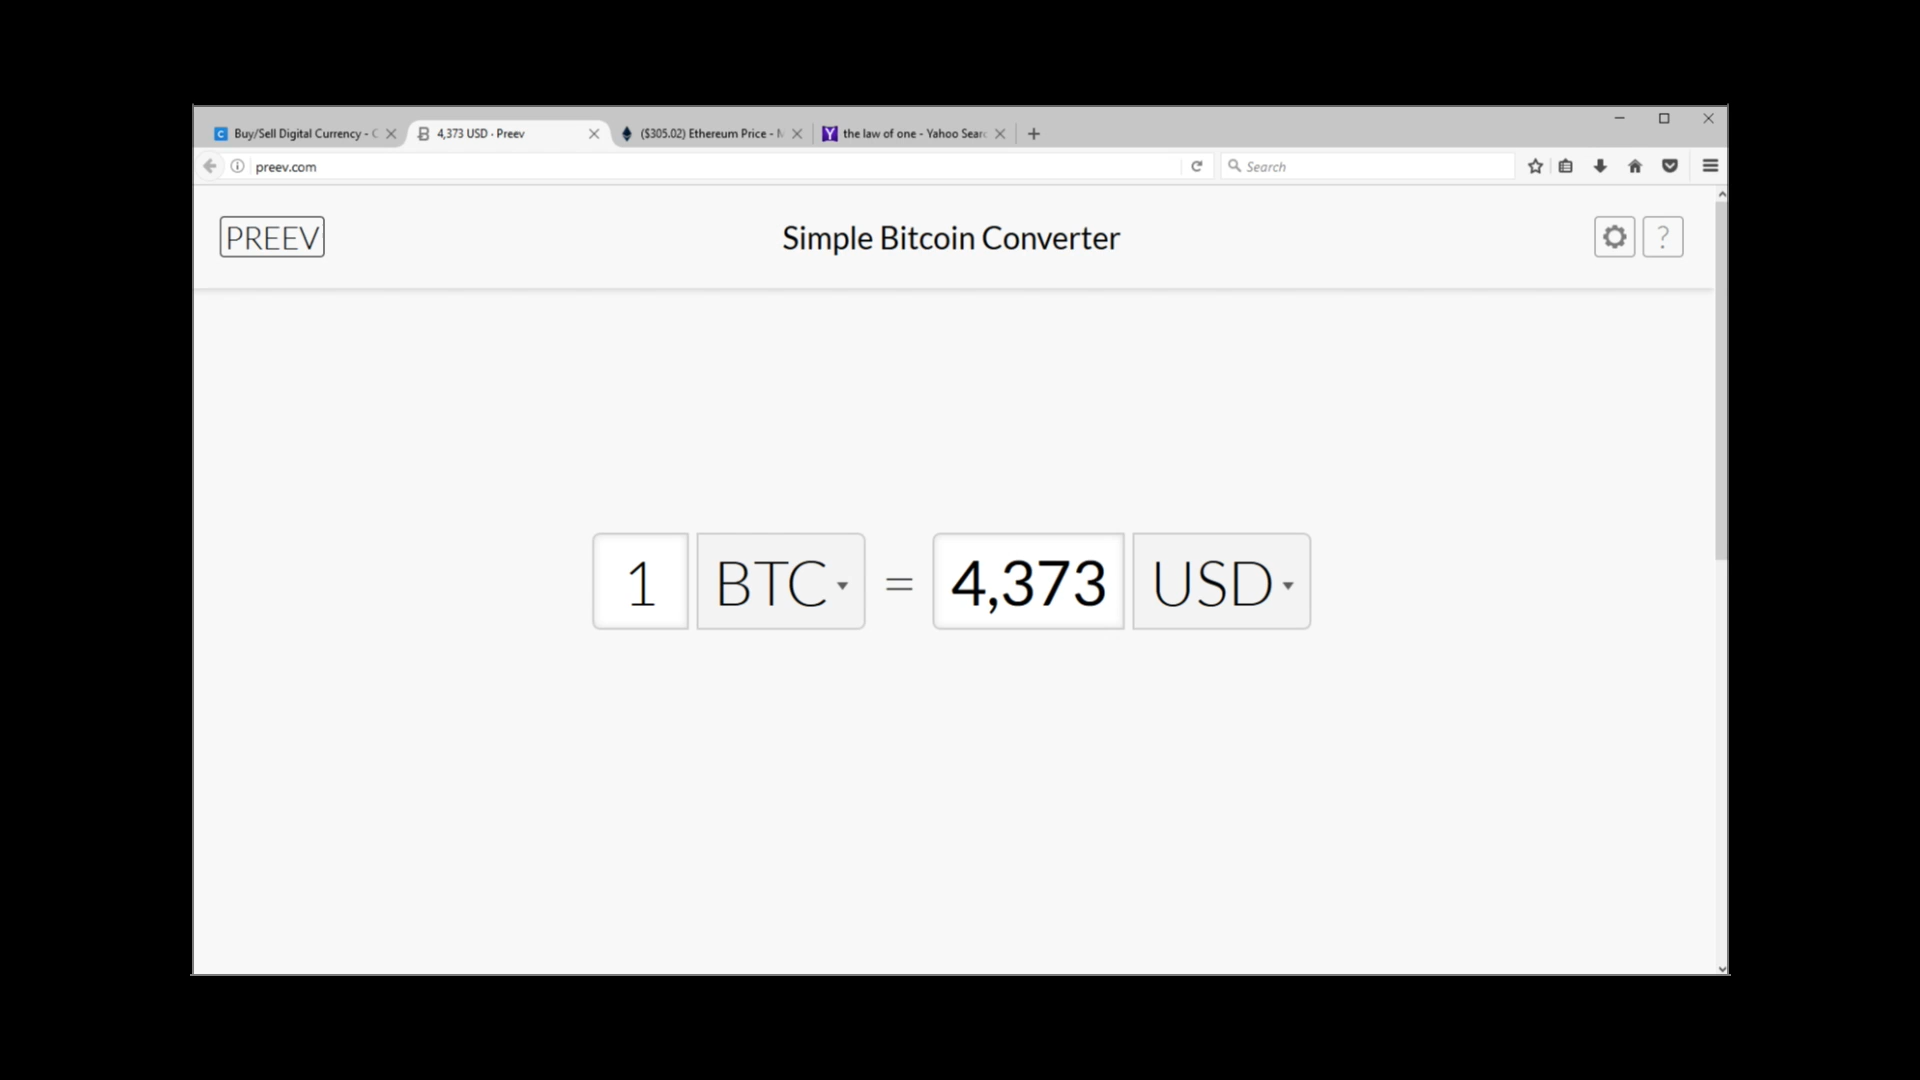 Buy/Sell Digital Currency - C
4,373 USD · Preev
($305.02) Ethereum Price -
the law of one - Yahoo Sear
preev.com
Search
PREEV
Simple Bitcoin Converter
?
1 BTC = 4,373 USD